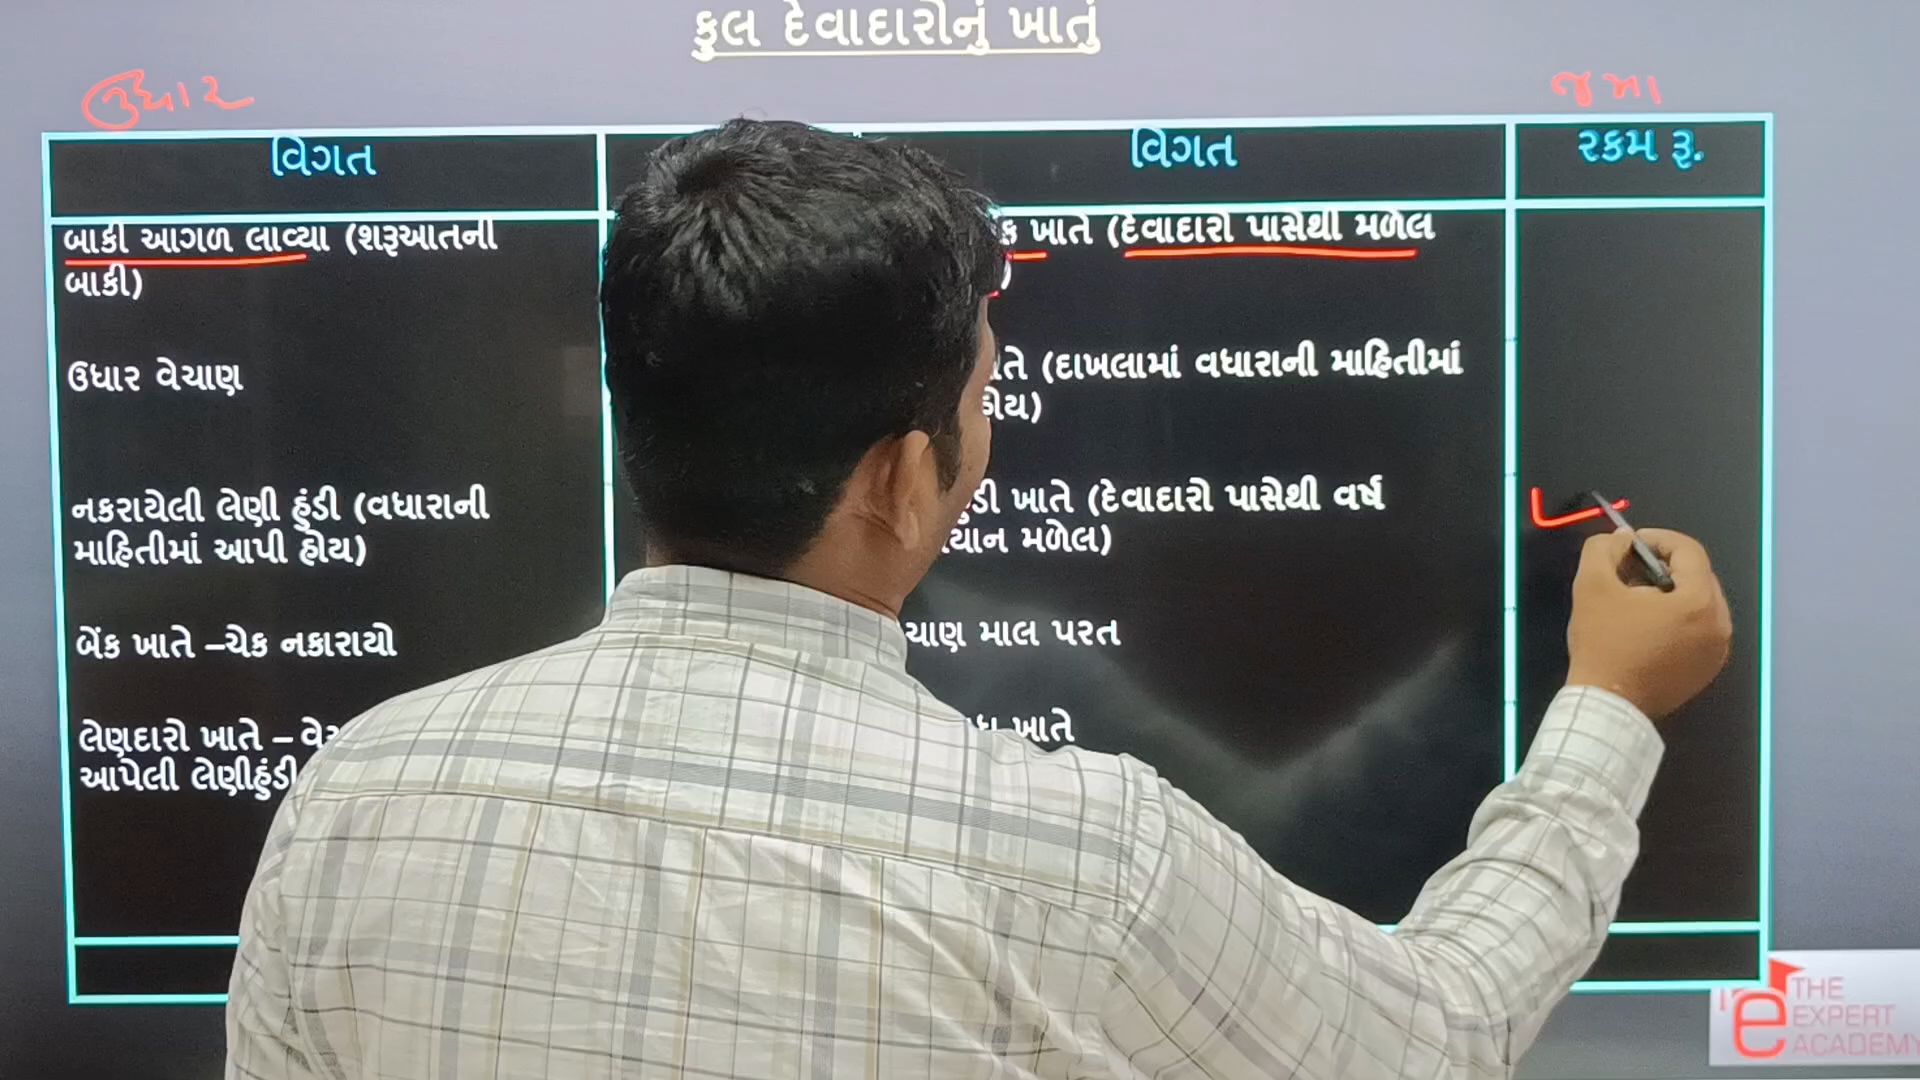 કુલ દેવાદારોનું ખાતું
ઉધાર
જમા
વિગત
વિગત
રકમ રૂ.
બાકી આગળ લાવ્યા (શરૂઆતની
બાકી)
ઉધાર વેચાણ
નકરાયેલી લેણી હુંડી (વધારાની
માહિતીમાં આપી હોય)
બેંક ખાતે –ચેક નકારાયો
લેણદારો ખાતે –
આપેલી લેણીહુંડી
ખાતે (દેવાદારો પાસેથી મળેલ
(દાખલામાં વધારાની માહિતીમાં
હોય)
ખાતે (દેવાદારો પાસેથી વર્ષ
મળેલ)
માલ પરત
ખાતે
THE
EXPERT
ACADEMY